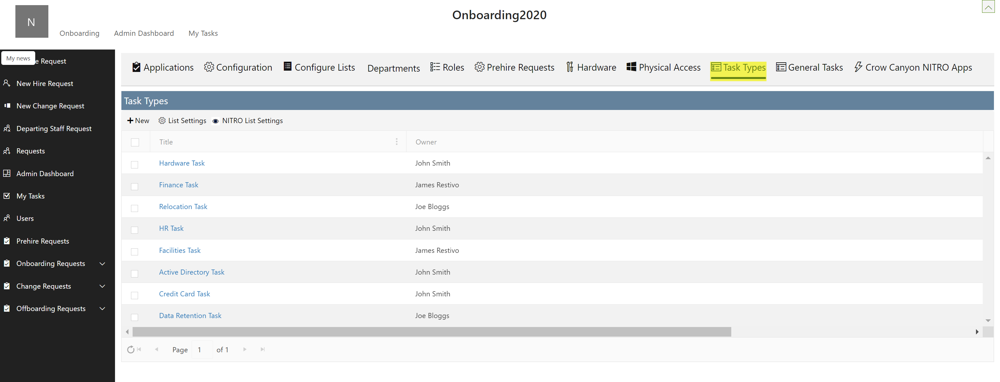 Onboarding2020
N
Onboarding Admin Dashboard My Tasks
My news
e Request
New Hire Request
New Change Request
Departing Staff Request
Requests
Admin Dashboard
My Tasks
Users
Prehire Requests
Onboarding Requests
Change Requests
Offboarding Requests
Applications Configuration Configure Lists Departments Roles Prehire Requests Hardware Physical Access Task Types General Tasks Crow Canyon NITRO Apps
Task Types
New List Settings NITRO List Settings
Title Owner
Hardware Task John Smith
Finance Task James Restivo
Relocation Task Joe Bloggs
HR Task John Smith
Facilities Task James Restivo
Active Directory Task John Smith
Credit Card Task John Smith
Data Retention Task Joe Bloggs
Page 1 of 1